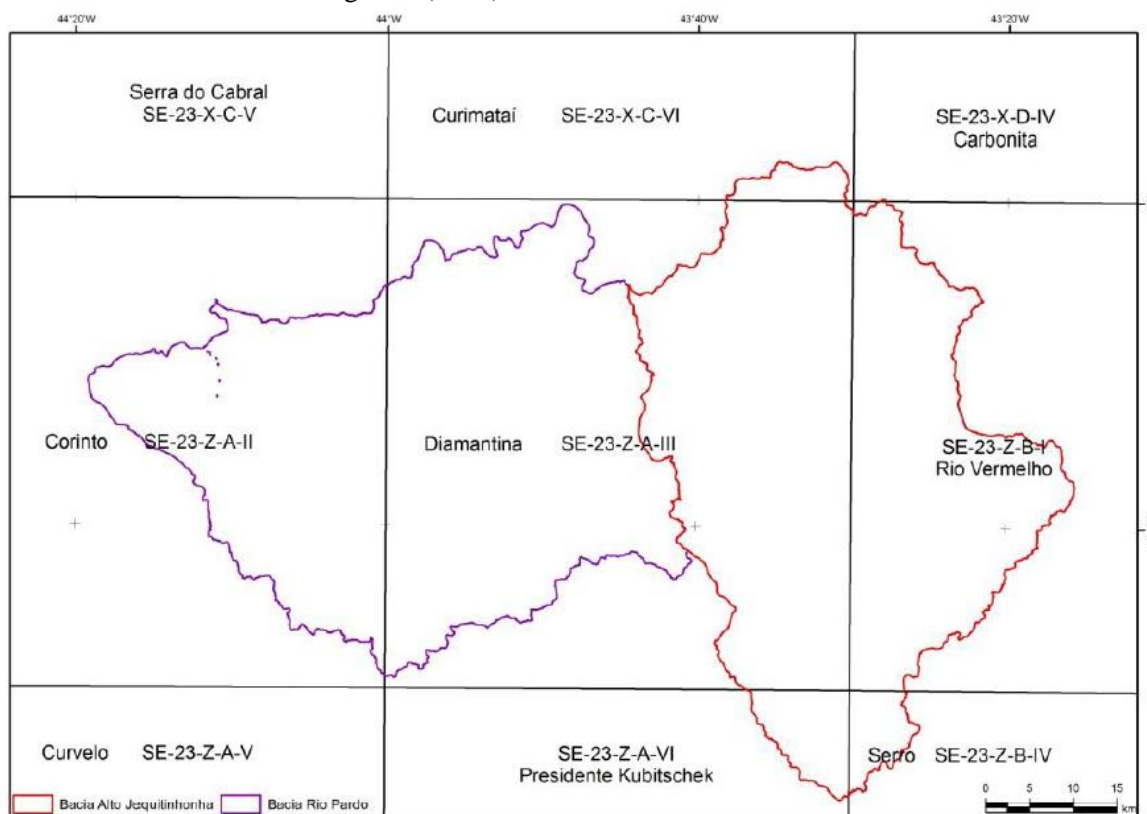 44°20'W 44°W 43°40'W 43°20'W
Serra do Cabral
SE-23-X-C-V
Curimataí SE-23-X-C-VI
SE-23-X-D-IV
Carbonita
Corinto SE-23-Z-A-II
Diamantina SE-23-Z-A-III
SE-23-Z-B-I
Rio Vermelho
Curvelo SE-23-Z-A-V
SE-23-Z-A-VI
Presidente Kubitschek
Serro SE-23-Z-B-IV
Bacia Alto Jequitinhonha Bacia Rio Pardo
0 5 10 15
km